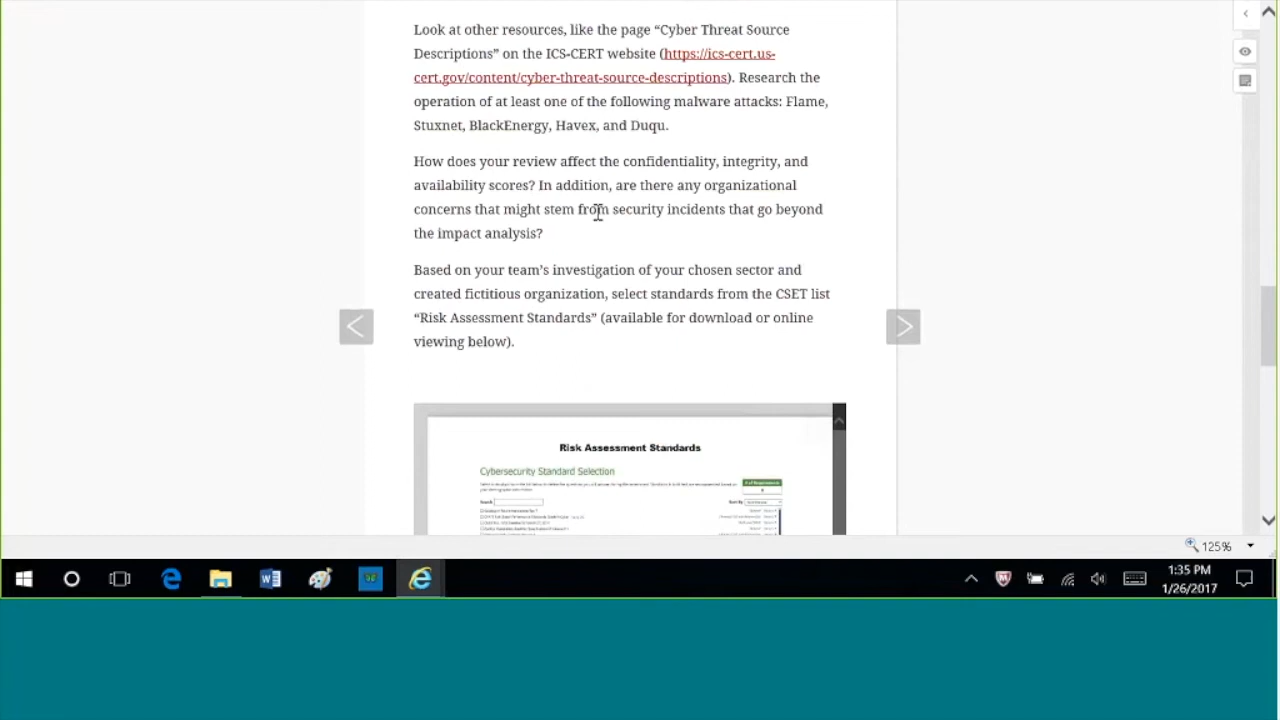 Look at other resources, like the page “Cyber Threat Source
Descriptions” on the ICS-CERT website (https://ics-cert.us-
cert.gov/content/cyber-threat-source-descriptions). Research the
operation of at least one of the following malware attacks: Flame,
Stuxnet, BlackEnergy, Havex, and Duqu.
How does your review affect the confidentiality, integrity, and
availability scores? In addition, are there any organizational
concerns that might stem from security incidents that go beyond
the impact analysis?
Based on your team’s investigation of your chosen sector and
created fictitious organization, select standards from the CSET list
“Risk Assessment Standards” (available for download or online
viewing below).
Risk Assessment Standards
Cybersecurity Standard Selection
Search
125%
1:35 PM
1/26/2017